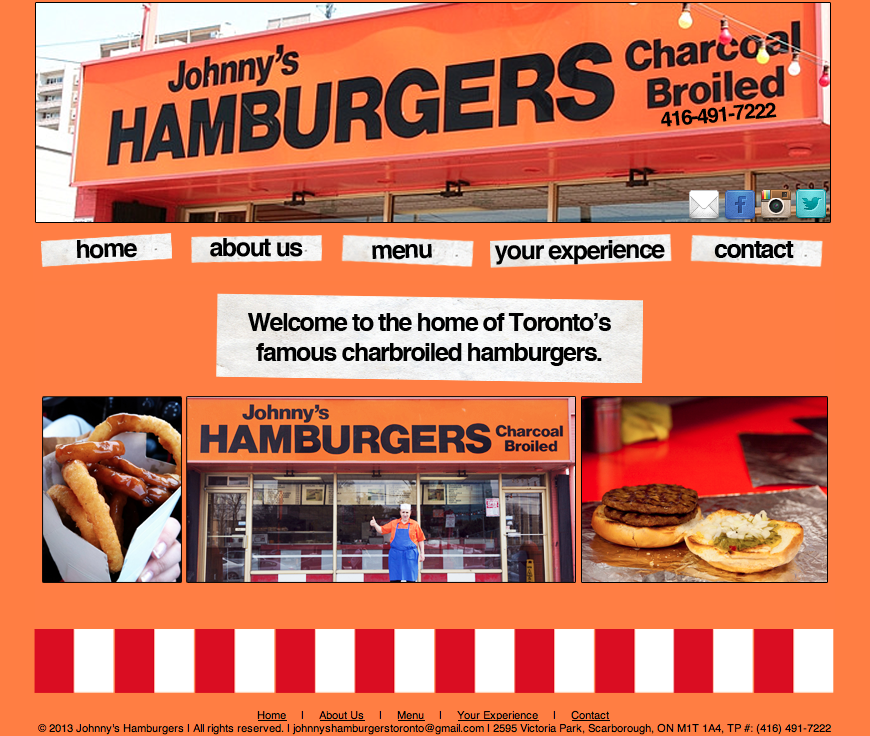 Johnny's
HAMBURGERS
Charcoal
Broiled
416-491-7222
home
about us
menu
your experience
contact
Welcome to the home of Toronto's
famous charbroiled hamburgers.
Johnny's
HAMBURGERS
Charcoal
Broiled
Home | About Us | Menu | Your Experience | Contact
© 2013 Johnny's Hamburgers | All rights reserved. | johnnyshamburgerstoronto@gmail.com | 2595 Victoria Park, Scarborough, ON M1T 1A4, TP #: (416) 491-7222